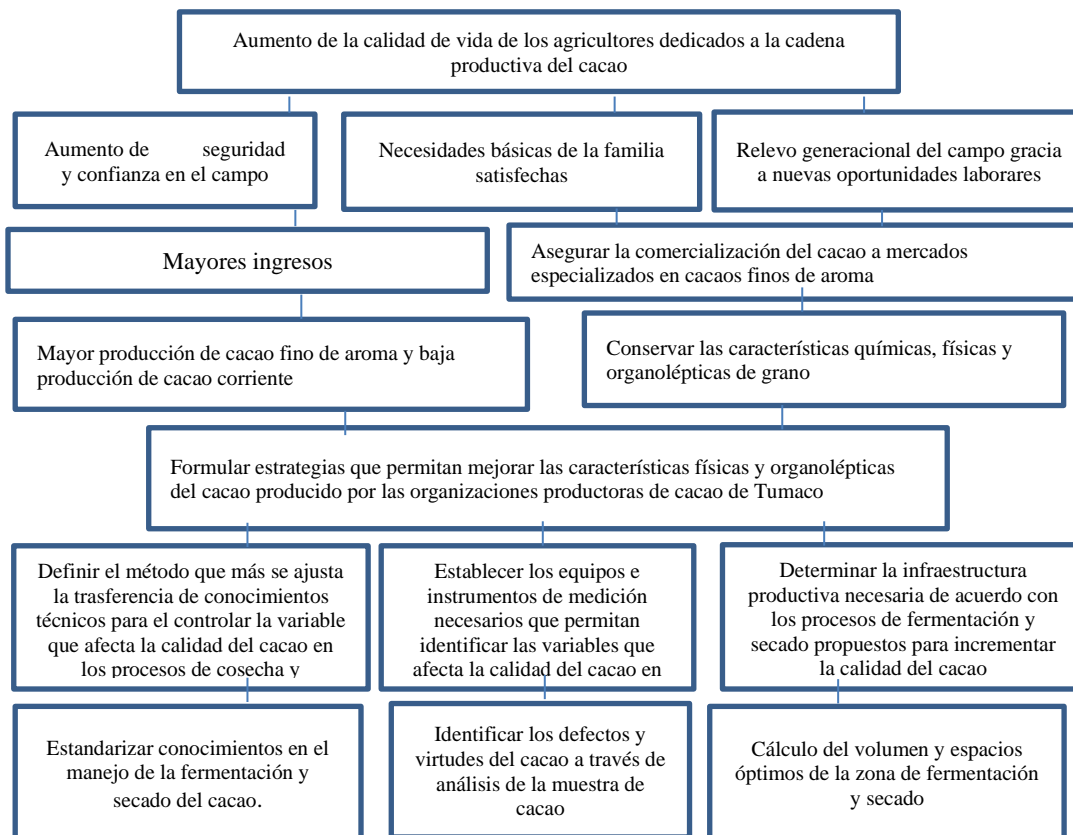 Aumento de la calidad de vida de los agricultores dedicados a la cadena
productiva del cacao
Aumento de seguridad
y confianza en el campo
Necesidades básicas de la familia
satisfechas
Relevo generacional del campo gracia
a nuevas oportunidades laborares
Mayores ingresos
Asegurar la comercialización del cacao a mercados
especializados en cacaos finos de aroma
Mayor producción de cacao fino de aroma y baja
producción de cacao corriente
Conservar las características químicas, físicas y
organolépticas de grano
Formular estrategias que permitan mejorar las características físicas y organolépticas
del cacao producido por las organizaciones productoras de cacao de Tumaco
Definir el método que más se ajusta
la trasferencia de conocimientos
técnicos para el controlar la variable
que afecta la calidad del cacao en
los procesos de cosecha y
Establecer los equipos e
instrumentos de medición
necesarios que permitan
identificar las variables que
afecta la calidad del cacao en
Determinar la infraestructura
productiva necesaria de acuerdo con
los procesos de fermentación y
secado propuestos para incrementar
la calidad del cacao
Estandarizar conocimientos en el
manejo de la fermentación y
secado del cacao.
Identificar los defectos y
virtudes del cacao a través de
análisis de la muestra de
cacao
Cálculo del volumen y espacios
óptimos de la zona de fermentación
y secado